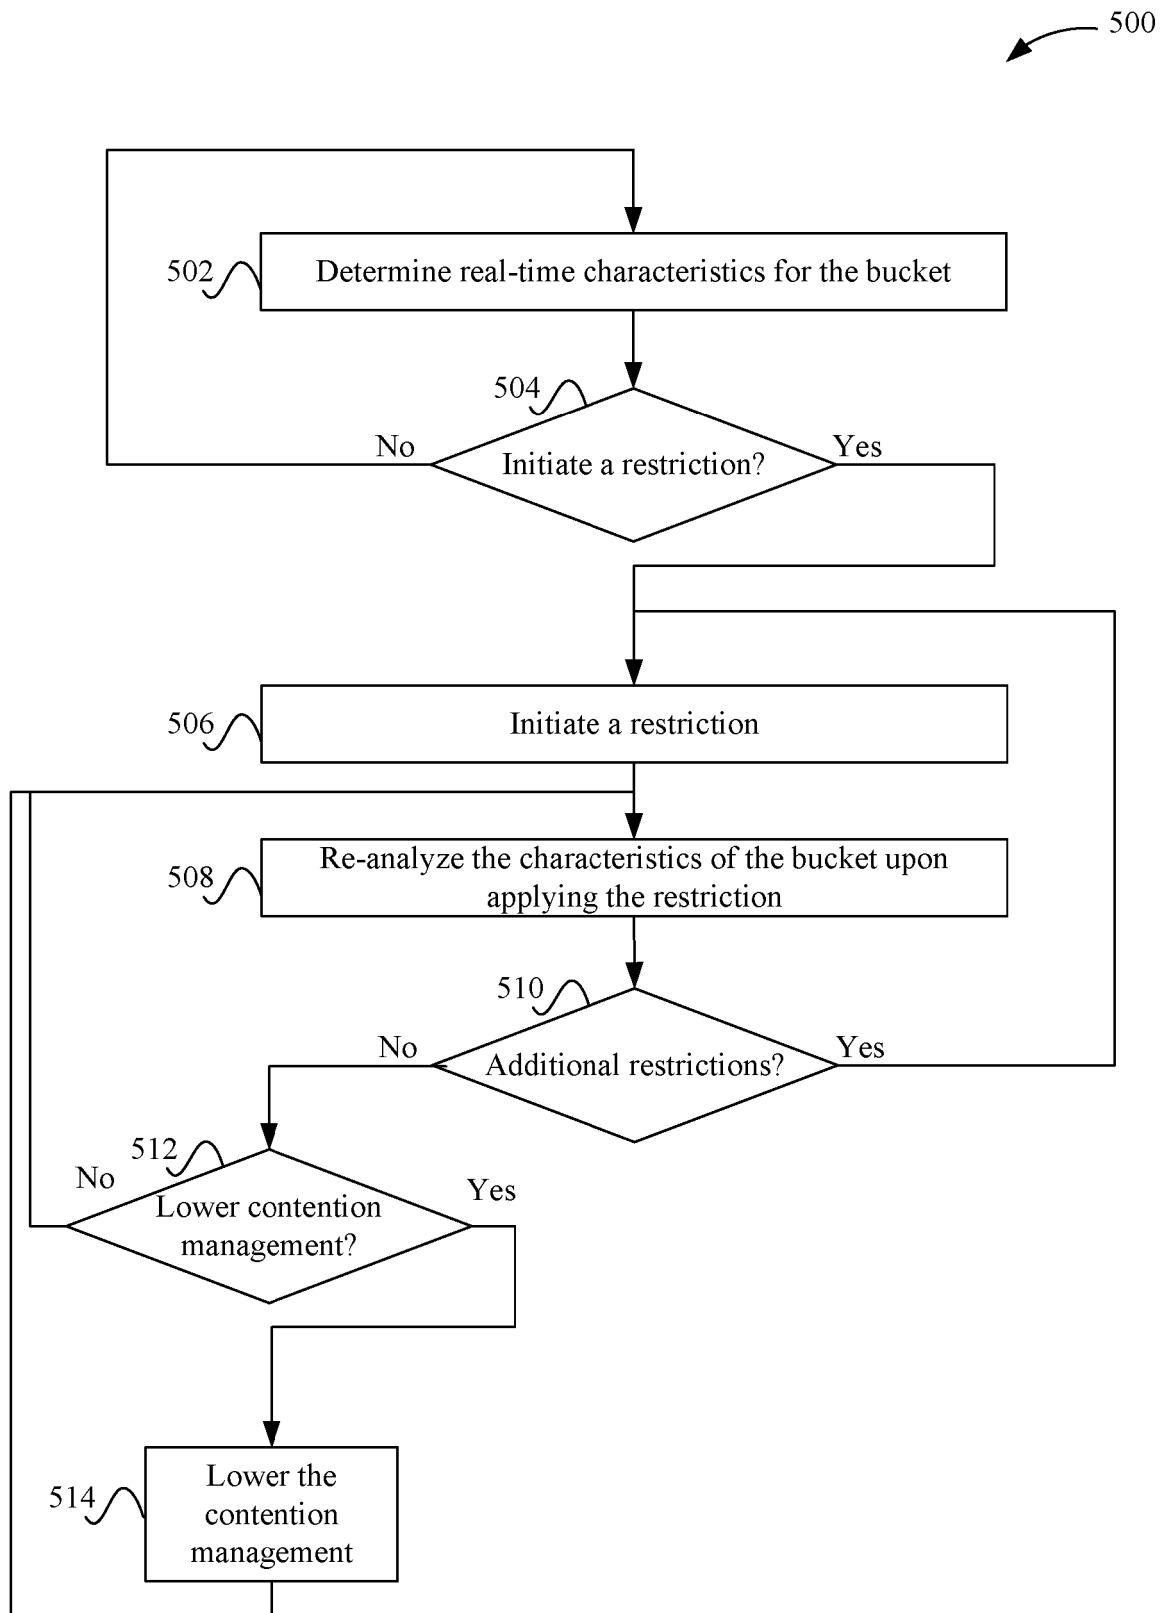 500
502
Determine real-time characteristics for the bucket
504
No
Yes
Initiate a restriction?
506
Initiate a restriction
508
Re-analyze the characteristics of the bucket upon
applying the restriction
510
No
Yes
Additional restrictions?
512
No
Yes
Lower contention
management?
514
Lower the
contention
management